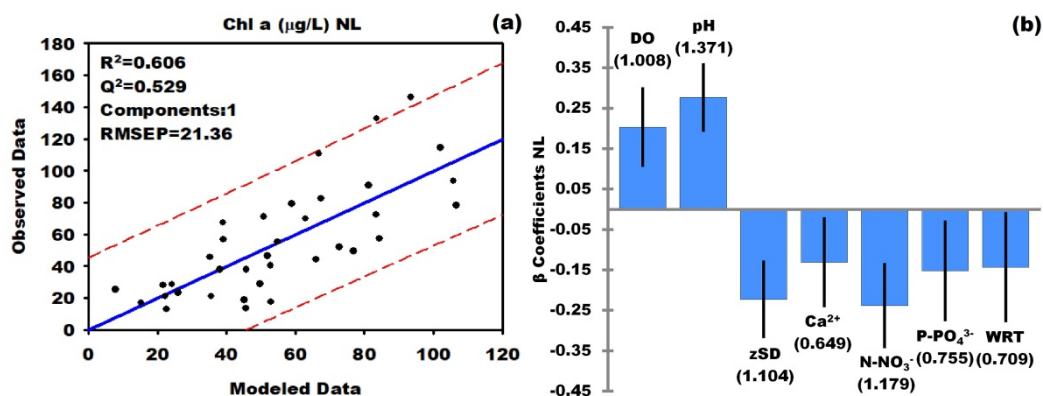 Chl a (µg/L) NL
(a)
R²=0.606
Q²=0.529
Components:1
RMSEP=21.36
Observed Data
180
160
140
120
100
80
60
40
20
0
0 20 40 60 80 100 120
Modeled Data
(b)
β Coefficients NL
0.45
0.35
0.25
0.15
0.05
-0.05
-0.15
-0.25
-0.35
-0.45
DO
(1.008)
pH
(1.371)
zSD
(1.104)
Ca²⁺
(0.649)
N-NO₃⁻
(1.179)
P-PO₄³⁻
(0.755)
WRT
(0.709)